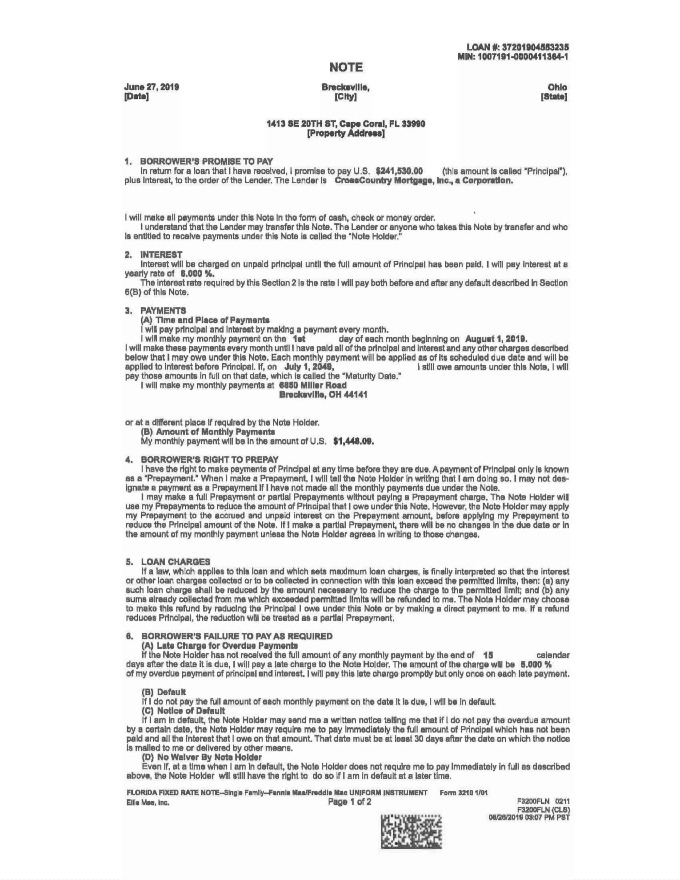 LOAN #: 37201904553235
MIN: 1007191-0000411364-1
NOTE
June 27, 2019 Brecksville, Ohio
[Date] [City] [State]
1413 SE 20TH ST, Cape Coral, FL 33990
[Property Address]
1. BORROWER'S PROMISE TO PAY
In return for a loan that I have received, I promise to pay U.S. $241,530.00 (this amount is called "Principal"),
plus interest, to the order of the Lender. The Lender is CrossCountry Mortgage, Inc., a Corporation.
I will make all payments under this Note in the form of cash, check or money order.
I understand that the Lender may transfer this Note. The Lender or anyone who takes this Note by transfer and who
is entitled to receive payments under this Note is called the "Note Holder."
2. INTEREST
Interest will be charged on unpaid principal until the full amount of Principal has been paid. I will pay interest at a
yearly rate of 6.000 %.
The interest rate required by this Section 2 is the rate I will pay both before and after any default described in Section
6(B) of this Note.
3. PAYMENTS
(A) Time and Place of Payments
I will pay principal and interest by making a payment every month.
I will make my monthly payment on the 1st day of each month beginning on August 1, 2019.
I will make these payments every month until I have paid all of the principal and interest and any other charges described
below that I may owe under this Note. Each monthly payment will be applied as of its scheduled due date and will be
applied to interest before Principal. If, on July 1, 2049, I still owe amounts under this Note, I will
pay those amounts in full on that date, which is called the "Maturity Date."
I will make my monthly payments at 6850 Miller Road
Brecksville, OH 44141
or at a different place if required by the Note Holder.
(B) Amount of Monthly Payments
My monthly payment will be in the amount of U.S. $1,448.09.
4. BORROWER'S RIGHT TO PREPAY
I have the right to make payments of Principal at any time before they are due. A payment of Principal only is known
as a "Prepayment." When I make a Prepayment, I will tell the Note Holder in writing that I am doing so. I may not des-
ignate a payment as a Prepayment if I have not made all the monthly payments due under the Note.
I may make a full Prepayment or partial Prepayments without paying a Prepayment charge. The Note Holder will
use my Prepayments to reduce the amount of Principal that I owe under this Note. However, the Note Holder may apply
my Prepayment to the accrued and unpaid interest on the Prepayment amount, before applying my Prepayment to
reduce the Principal amount of the Note. If I make a partial Prepayment, there will be no changes in the due date or in
the amount of my monthly payment unless the Note Holder agrees in writing to those changes.
5. LOAN CHARGES
If a law, which applies to this loan and which sets maximum loan charges, is finally interpreted so that the interest
or other loan charges collected or to be collected in connection with this loan exceed the permitted limits, then: (a) any
such loan charge shall be reduced by the amount necessary to reduce the charge to the permitted limit; and (b) any
sums already collected from me which exceeded permitted limits will be refunded to me. The Note Holder may choose
to make this refund by reducing the Principal I owe under this Note or by making a direct payment to me. If a refund
reduces Principal, the reduction will be treated as a partial Prepayment.
6. BORROWER'S FAILURE TO PAY AS REQUIRED
(A) Late Charge for Overdue Payments
If the Note Holder has not received the full amount of any monthly payment by the end of 15 calendar
days after the date it is due, I will pay a late charge to the Note Holder. The amount of the charge will be 5.000 %
of my overdue payment of principal and interest. I will pay this late charge promptly but only once on each late payment.
(B) Default
If I do not pay the full amount of each monthly payment on the date it is due, I will be in default.
(C) Notice of Default
If I am in default, the Note Holder may send me a written notice telling me that if I do not pay the overdue amount
by a certain date, the Note Holder may require me to pay immediately the full amount of Principal which has not been
paid and all the interest that I owe on that amount. That date must be at least 30 days after the date on which the notice
is mailed to me or delivered by other means.
(D) No Waiver By Note Holder
Even if, at a time when I am in default, the Note Holder does not require me to pay immediately in full as described
above, the Note Holder will still have the right to do so if I am in default at a later time.
FLORIDA FIXED RATE NOTE--Single Family--Fannie Mae/Freddie Mac UNIFORM INSTRUMENT Form 3210 1/01
Ellie Mae, Inc. Page 1 of 2 F3200FLN 0211
F3200FLN (CLS)
06/26/2019 03:07 PM PST